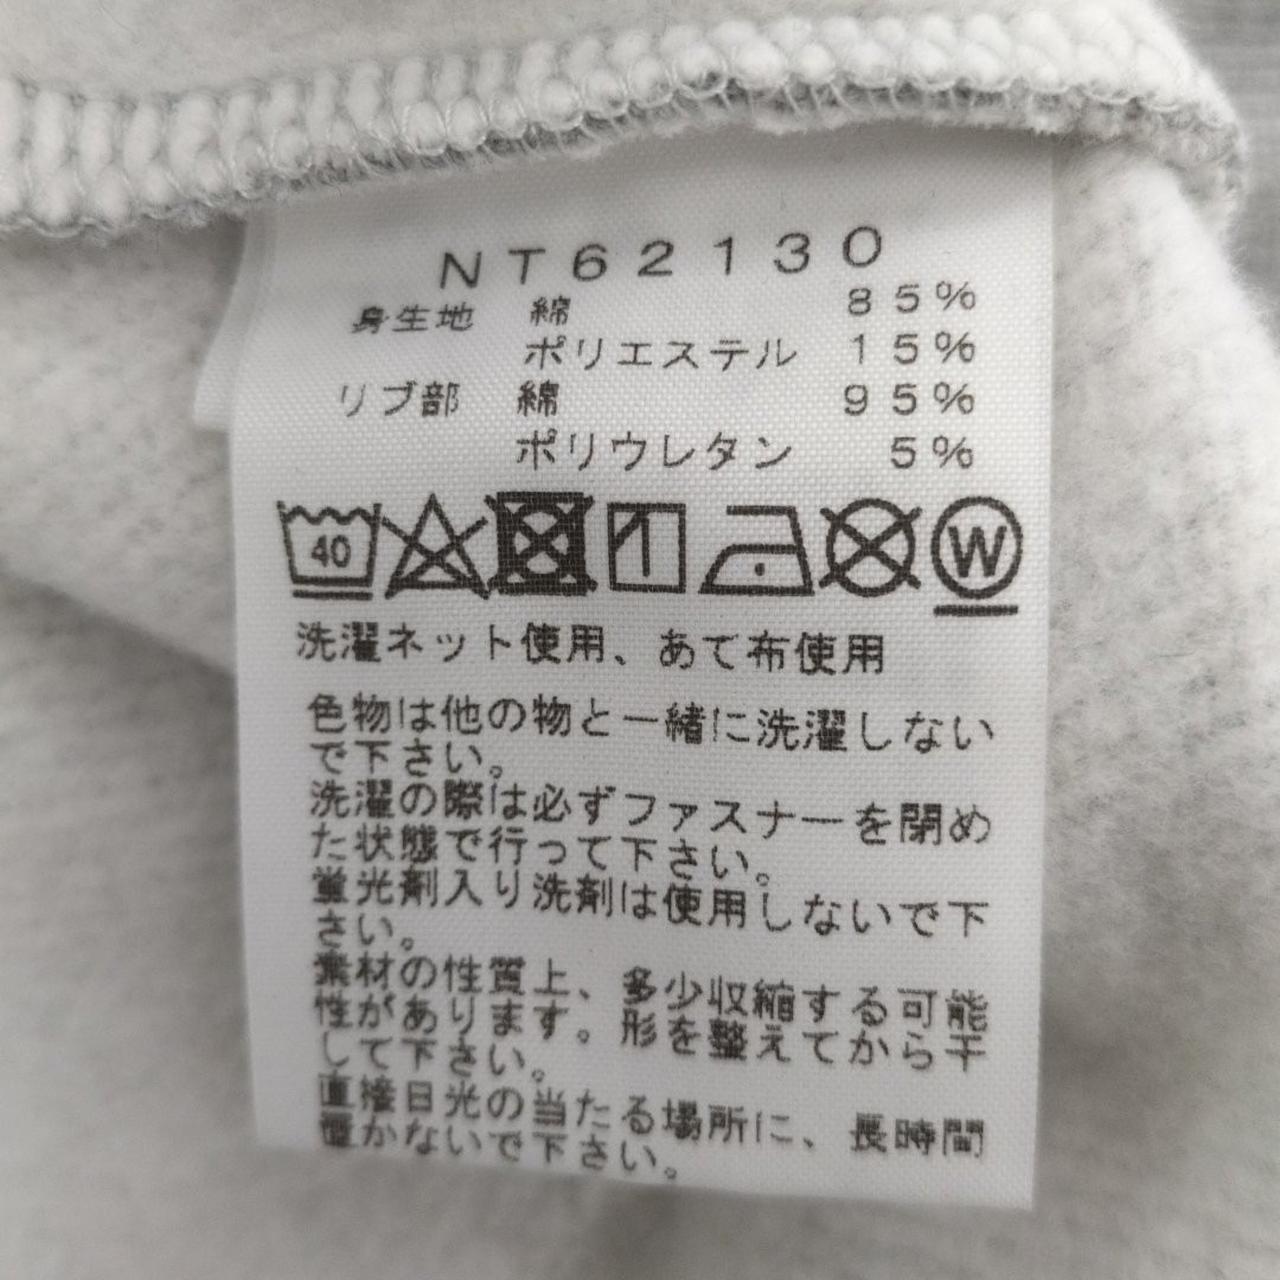 NT62130
身生地 綿 85%
ポリエステル 15%
リブ部 綿 95%
ポリウレタン 5%
40 W
洗濯ネット使用、あて布使用
色物は他の物と一緒に洗濯しない
で下さい。
洗濯の際は必ずファスナーを閉め
た状態で行って下さい。
蛍光剤入り洗剤は使用しないで下
さい。
素材の性質上、多少収縮する可能
性があります。形を整えてから干
して下さい。
直接日光の当たる場所に、長時間
置かないで下さい。